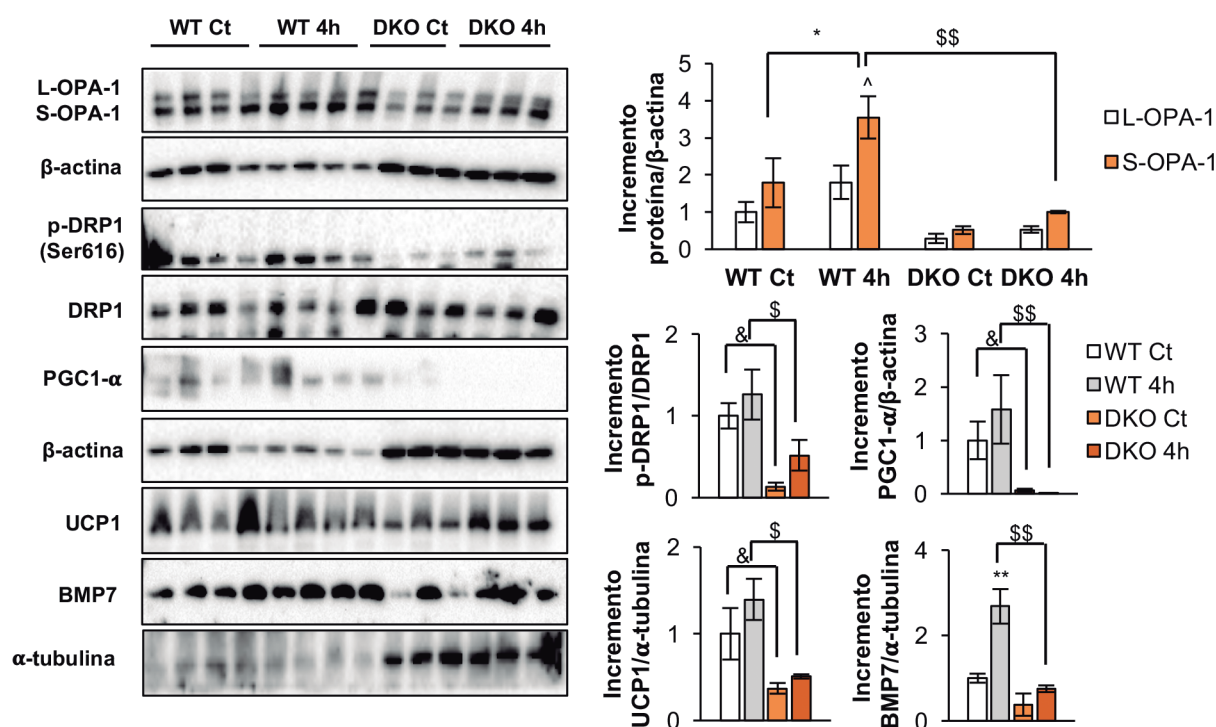 WT Ct WT 4h DKO Ct DKO 4h
L-OPA-1
S-OPA-1
β-actina
p-DRP1
(Ser616)
DRP1
PGC1-α
β-actina
UCP1
BMP7
α-tubulina
Incremento
proteína/β-actina
5
4
3
2
1
0
* $$
^
WT Ct WT 4h DKO Ct DKO 4h
L-OPA-1
S-OPA-1
Incremento
p-DRP1/DRP1
2
1
0
& $
Incremento
PGC1-α/β-actina
3
2
1
0
& $$
WT Ct
WT 4h
DKO Ct
DKO 4h
Incremento
UCP1/α-tubulina
2
1
0
& $
Incremento
BMP7/α-tubulina
4
2
0
** $$